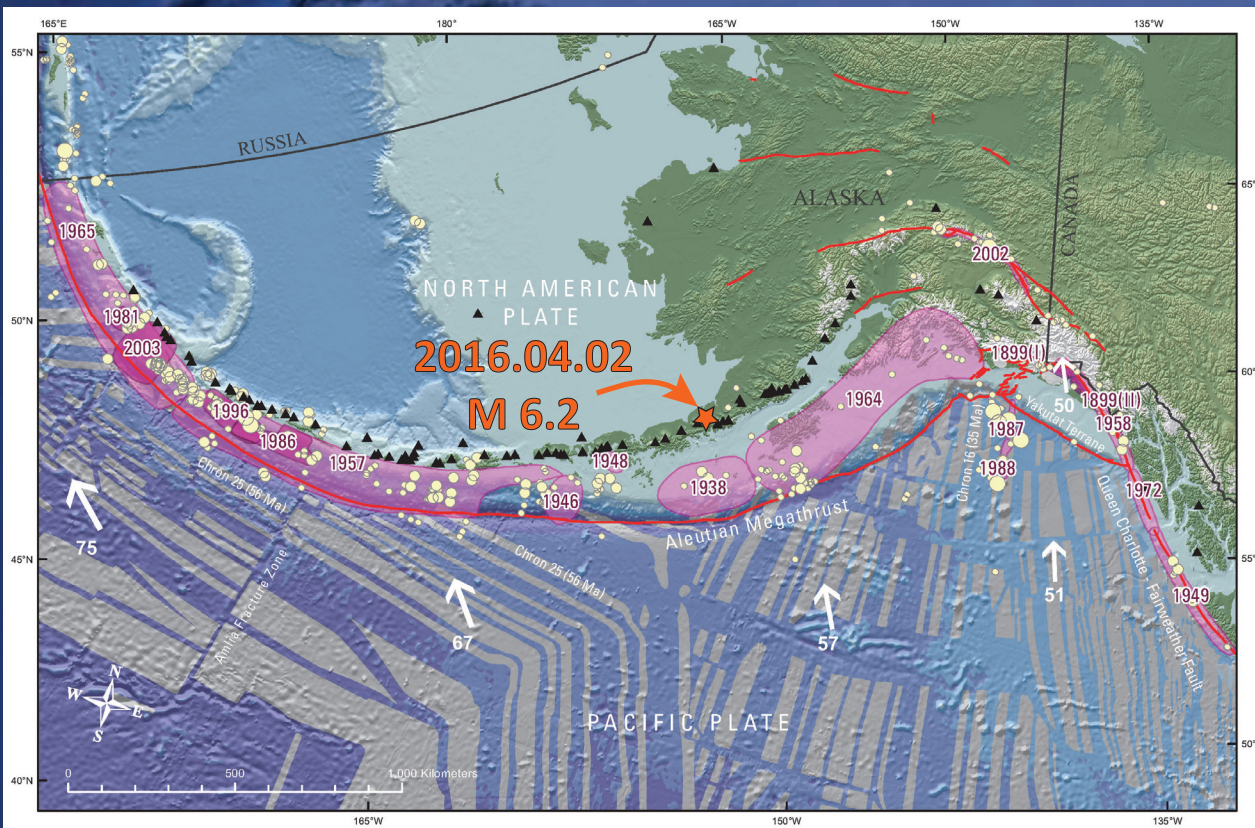 165°E
180°
165°W
150°W
135°W
55°N
RUSSIA
ALASKA
CANADA
65°
1965
2002
NORTH AMERICAN
PLATE
50°N
1981
2003
2016.04.02
M 6.2
1899(I)
60°
1996
1986
1957
1964
50
1899(II)
Yakutat Terrane
1958
1987
Chron 16 (35 Ma)
1948
1946
1938
1988
1972
Chron 25 (56 Ma)
Aleutian Megathrust
Queen Charlotte - Fairweather Fault
75
45°N
55°N
Chron 25 (56 Ma)
Amlia Fracture Zone
67
57
51
1949
N
W
E
S
PACIFIC PLATE
50°
0
500
1,000 Kilometers
40°N
165°W
150°W
135°W